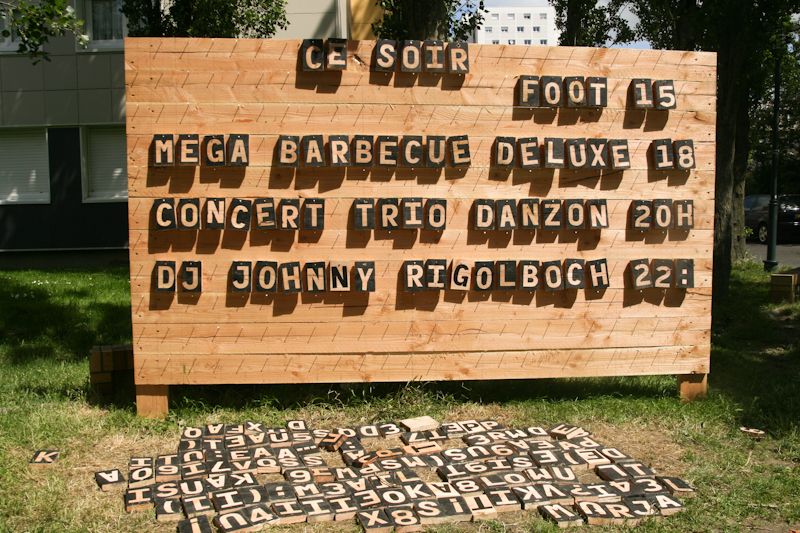 CE SOIR
FOOT 15
MEGA BARBECUE DELUXE 18
CONCERT TRIO DANZON 20H
DJ JOHNNY RIGOLBOCH 22: